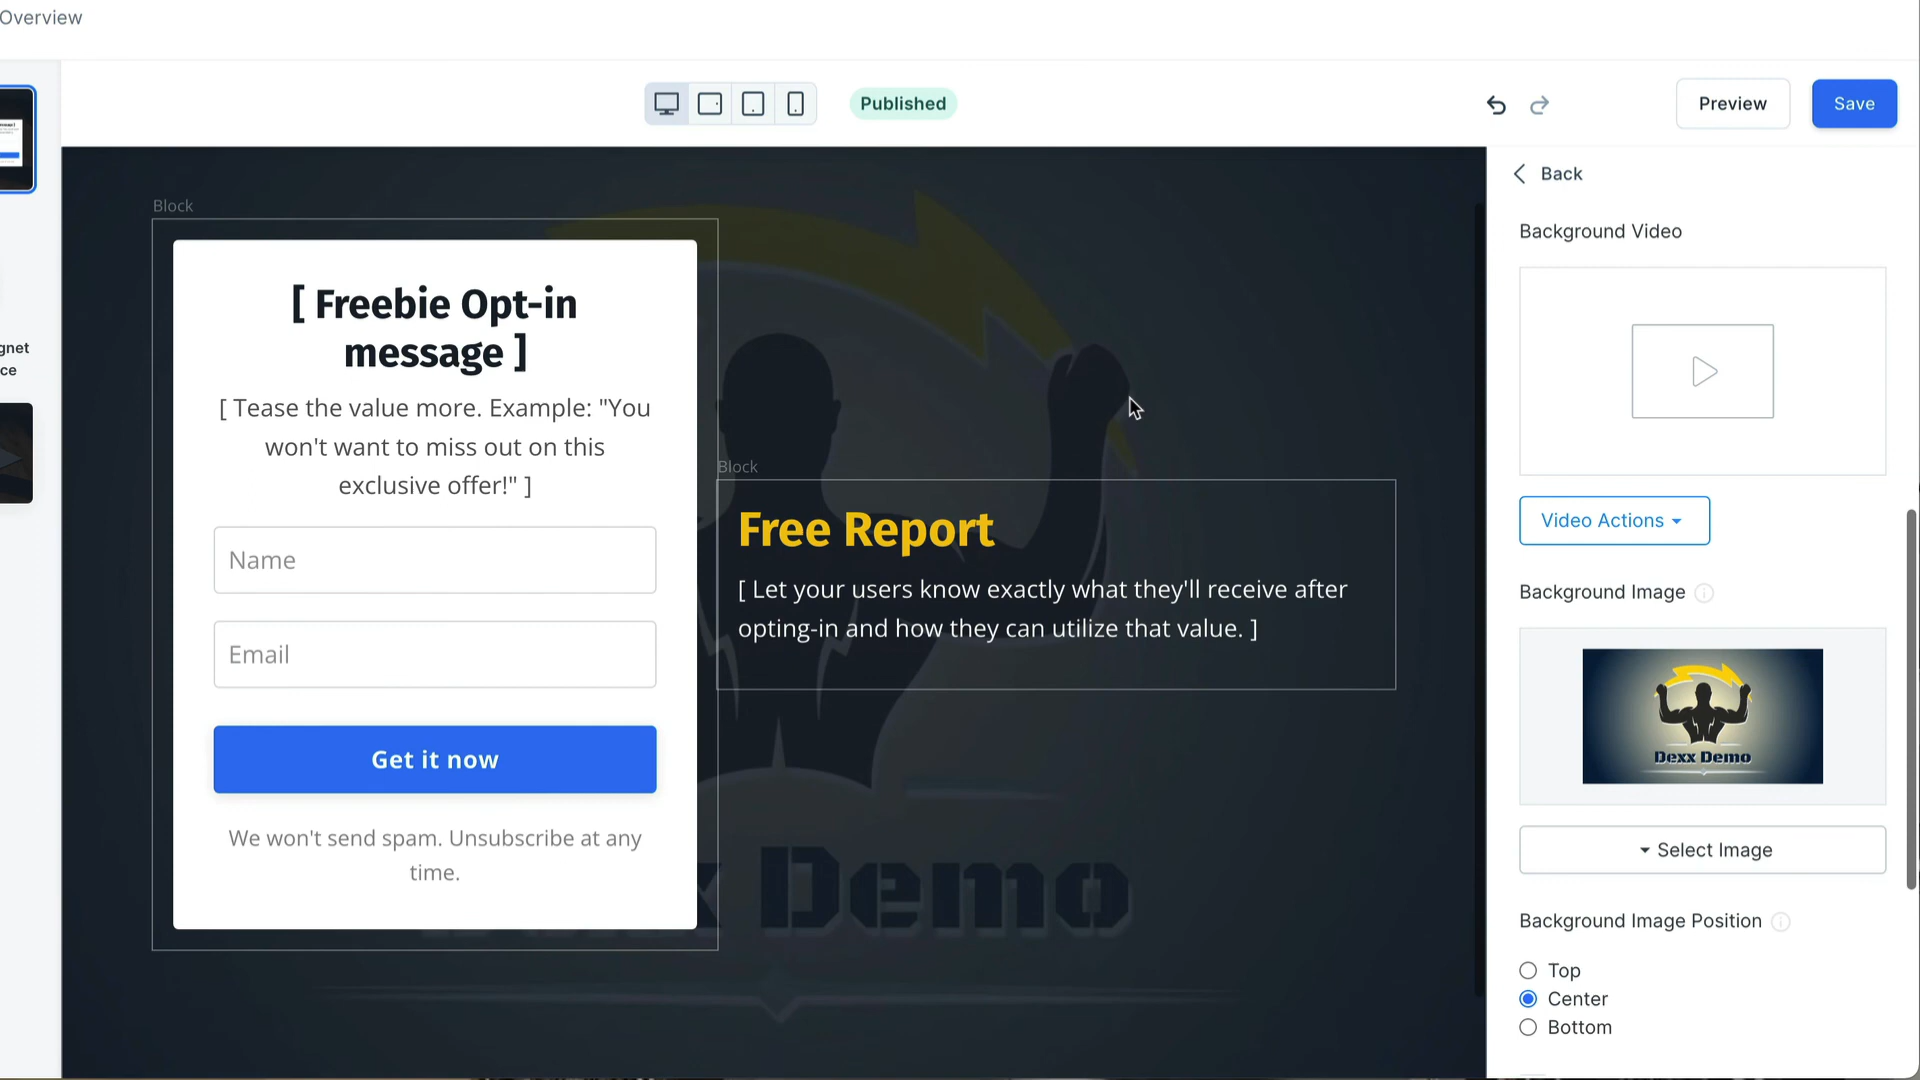 Overview
Published
Preview
Save
gnet
ce
Block
[ Freebie Opt-in
message ]
[ Tease the value more. Example: "You
won't want to miss out on this
exclusive offer!" ]
Name
Email
Get it now
We won't send spam. Unsubscribe at any
time.
Block
Free Report
[ Let your users know exactly what they'll receive after
opting-in and how they can utilize that value. ]
x Demo
Back
Background Video
Video Actions
Background Image
Dexx Demo
Select Image
Background Image Position
Top
Center
Bottom